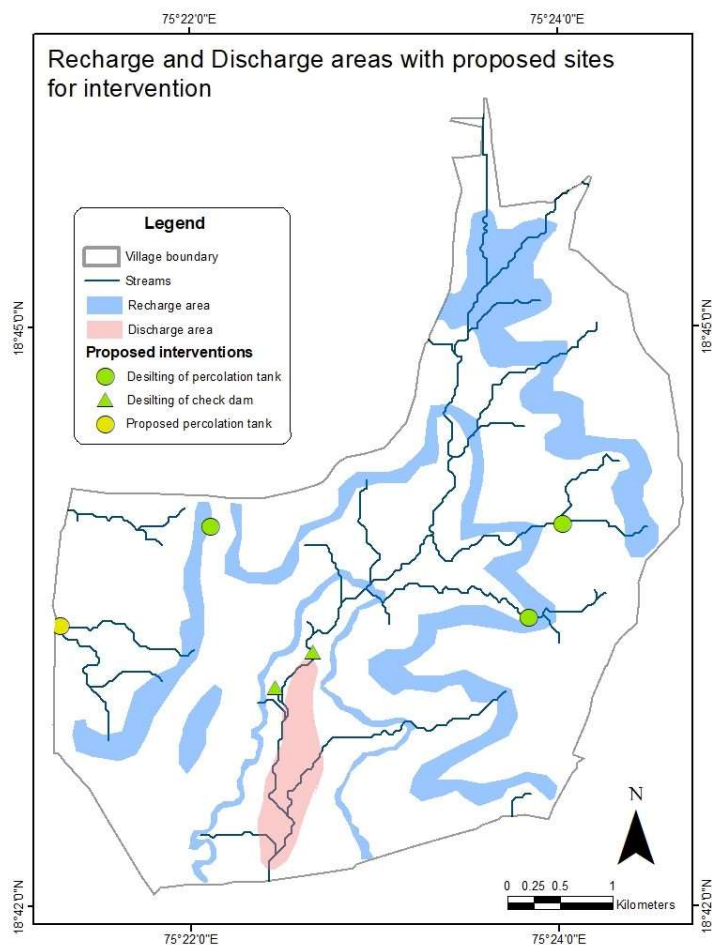 75°22'0"E
75°24'0"E
Recharge and Discharge areas with proposed sites
for intervention
Legend
Village boundary
Streams
Recharge area
Discharge area
Proposed interventions
Desilting of percolation tank
Desilting of check dam
Proposed percolation tank
18°45'0"N
18°45'0"N
N
0 0.25 0.5 1
Kilometers
18°42'0"N
18°42'0"N
75°22'0"E
75°24'0"E